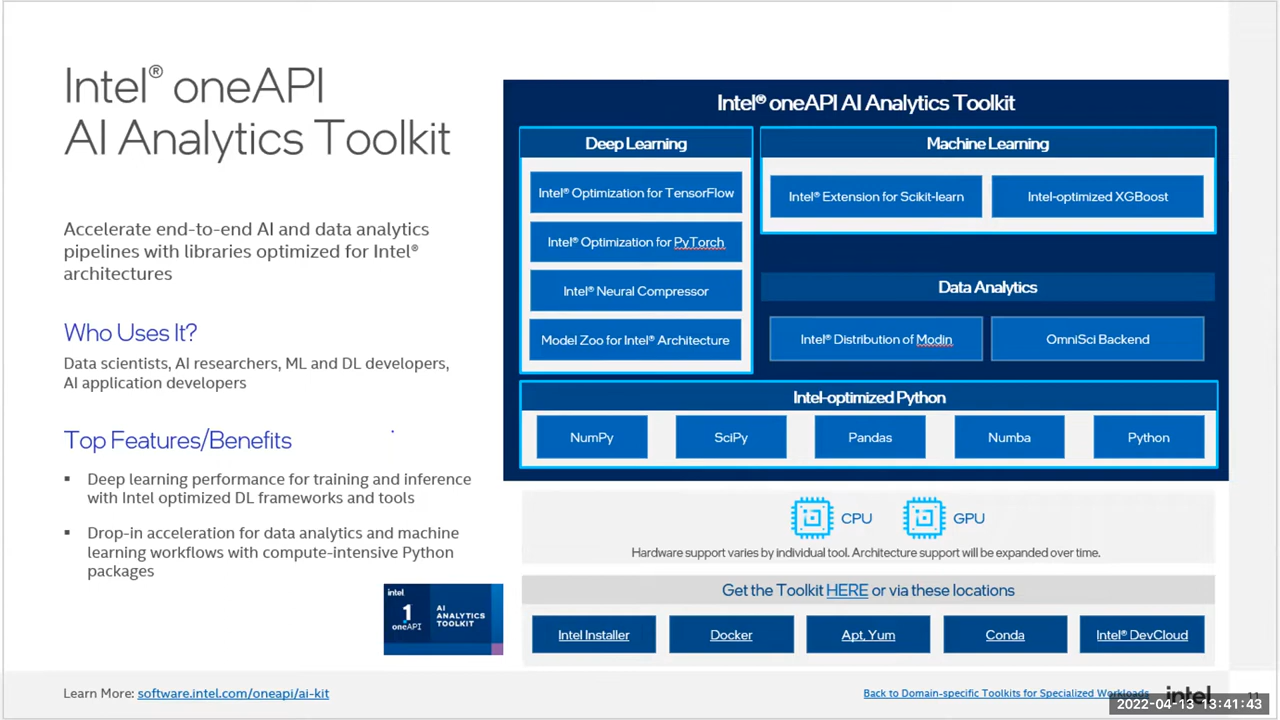 Intel® oneAPI
AI Analytics Toolkit
Accelerate end-to-end AI and data analytics
pipelines with libraries optimized for Intel®
architectures
Who Uses It?
Data scientists, AI researchers, ML and DL developers,
AI application developers
Top Features/Benefits
▪ Deep learning performance for training and inference
with Intel optimized DL frameworks and tools
▪ Drop-in acceleration for data analytics and machine
learning workflows with compute-intensive Python
packages
intel
1
oneAPI
AI
ANALYTICS
TOOLKIT
Intel® oneAPI AI Analytics Toolkit
Deep Learning
Intel® Optimization for TensorFlow
Intel® Optimization for PyTorch
Intel® Neural Compressor
Model Zoo for Intel® Architecture
Machine Learning
Intel® Extension for Scikit-learn
Intel-optimized XGBoost
Data Analytics
Intel® Distribution of Modin
OmniSci Backend
Intel-optimized Python
NumPy
SciPy
Pandas
Numba
Python
CPU
GPU
Hardware support varies by individual tool. Architecture support will be expanded over time.
Get the Toolkit HERE or via these locations
Intel Installer
Docker
Apt, Yum
Conda
Intel® DevCloud
Learn More: software.intel.com/oneapi/ai-kit
Back to Domain-specific Toolkits for Specialized Workloads
intel
11
2022-04-13 13:41:43